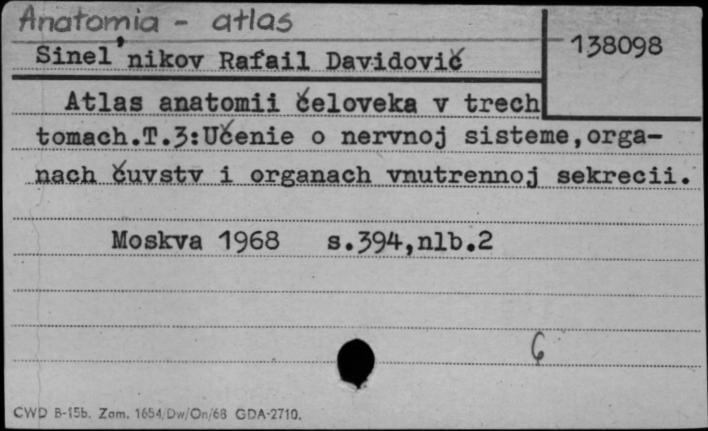 Anatomia - atlas
138098
Sinel'nikov Rafail Davidovič
Atlas anatomii čeloveka v trech
tomach.T.3:Učenie o nervnoj sisteme,orga-
nach čuvstv i organach vnutrennoj sekrecii.
Moskva 1968 s.394,nlb.2
6
CWD B-15b. Zam. 1654/Dw/On/68 GDA-2710.